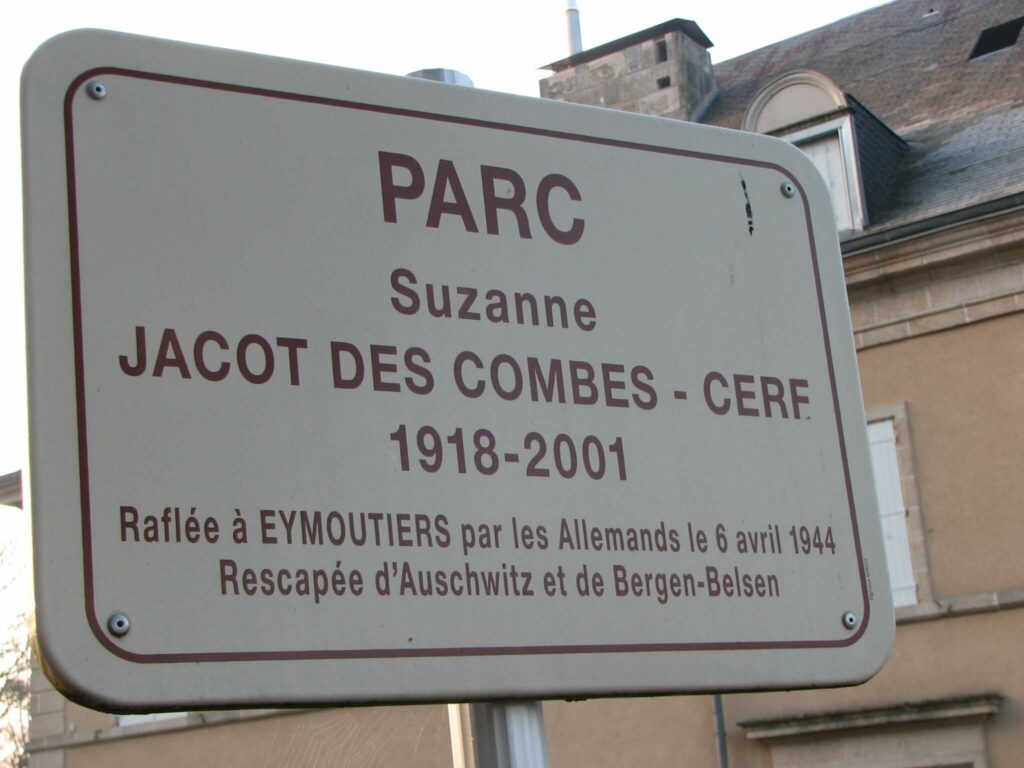 PARC
Suzanne
JACOT DES COMBES - CERF
1918-2001
Raflée à EYMOUTIERS par les Allemands le 6 avril 1944
Rescapée d'Auschwitz et de Bergen-Belsen